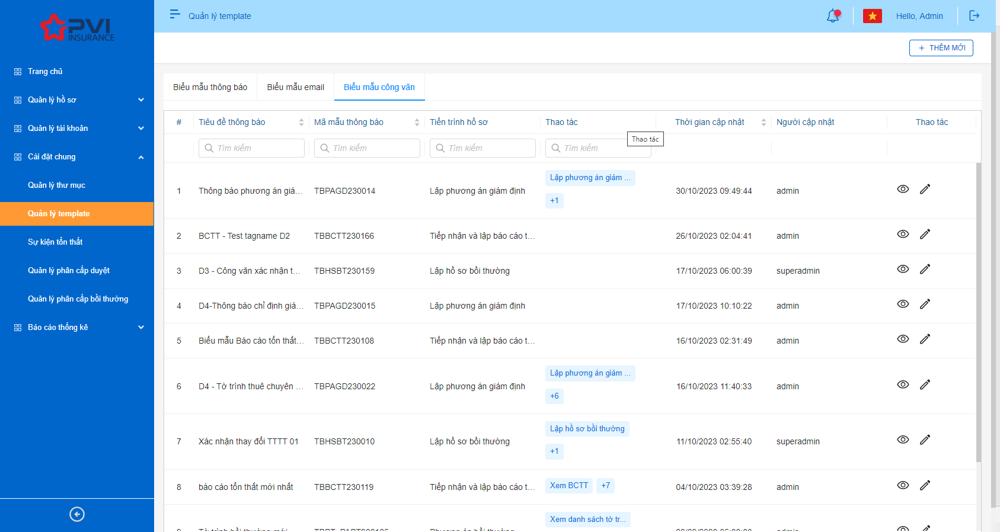 PVI
INSURANCE
Quản lý template
Hello, Admin
THÊM MỚI
Trang chủ
Quản lý hồ sơ
Quản lý tài khoản
Cài đặt chung
Quản lý thư mục
Quản lý template
Sự kiện tổn thất
Quản lý phân cấp duyệt
Quản lý phân cấp bồi thường
Báo cáo thống kê
Biểu mẫu thông báo Biểu mẫu email Biểu mẫu công văn
# Tiêu đề thông báo Mã mẫu thông báo Tiến trình hồ sơ Thao tác Thời gian cập nhật Người cập nhật Thao tác
Thao tác
Tìm kiếm Tìm kiếm Tìm kiếm Tìm kiếm
1 Thông báo phương án giá... TBPAGD230014 Lập phương án giám định Lập phương án giám ... 30/10/2023 09:49:44 admin
+1
2 BCTT - Test tagname D2 TBBCTT230166 Tiếp nhận và lập báo cáo t... 26/10/2023 02:04:41 admin
3 D3 - Công văn xác nhận t... TBHSBT230159 Lập hồ sơ bồi thường 17/10/2023 06:00:39 superadmin
4 D4-Thông báo chỉ định giá... TBPAGD230015 Lập phương án giám định 17/10/2023 10:10:22 admin
5 Biểu mẫu Báo cáo tổn thất... TBBCTT230108 Tiếp nhận và lập báo cáo t... 16/10/2023 02:31:49 admin
6 D4 - Tờ trình thuê chuyên ... TBPAGD230022 Lập phương án giám định Lập phương án giám ... 16/10/2023 11:40:33 admin
+6
7 Xác nhận thay đổi TTTT 01 TBHSBT230010 Lập hồ sơ bồi thường Lập hồ sơ bồi thường 11/10/2023 02:55:40 superadmin
+1
8 báo cáo tổn thất mới nhất TBBCTT230119 Tiếp nhận và lập báo cáo t... Xem BCTT +7 04/10/2023 03:39:28 admin
Xem danh sách tờ tr...